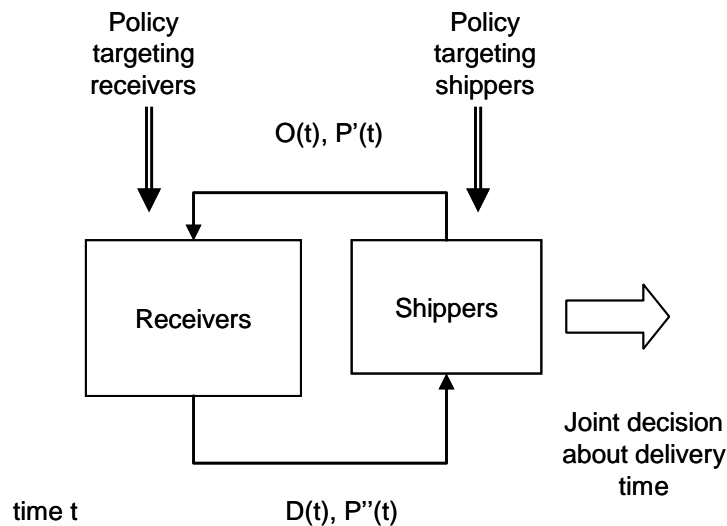 Policy
targeting
receivers
Policy
targeting
shippers
O(t), P'(t)
Receivers
Shippers
Joint decision
about delivery
time
time t
D(t), P''(t)